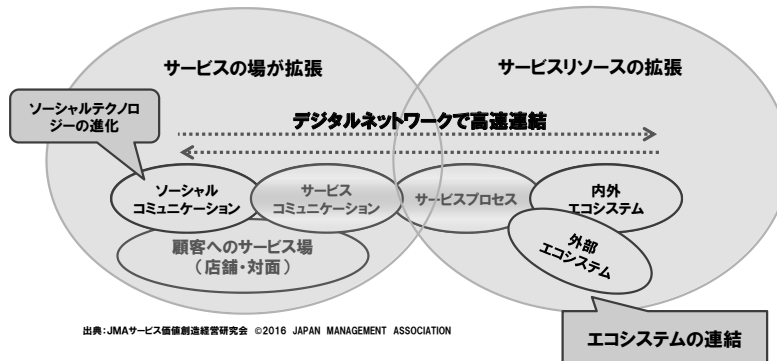 サービスの場が拡張
サービスリソースの拡張
ソーシャルテクノロ
ジーの進化
デジタルネットワークで高速連結
ソーシャル
コミュニケーション
サービス
コミュニケーション
サービスプロセス
内外
エコシステム
顧客へのサービス場
（店舗・対面）
外部
エコシステム
出典：JMAサービス価値創造経営研究会 ©2016 JAPAN MANAGEMENT ASSOCIATION
エコシステムの連結